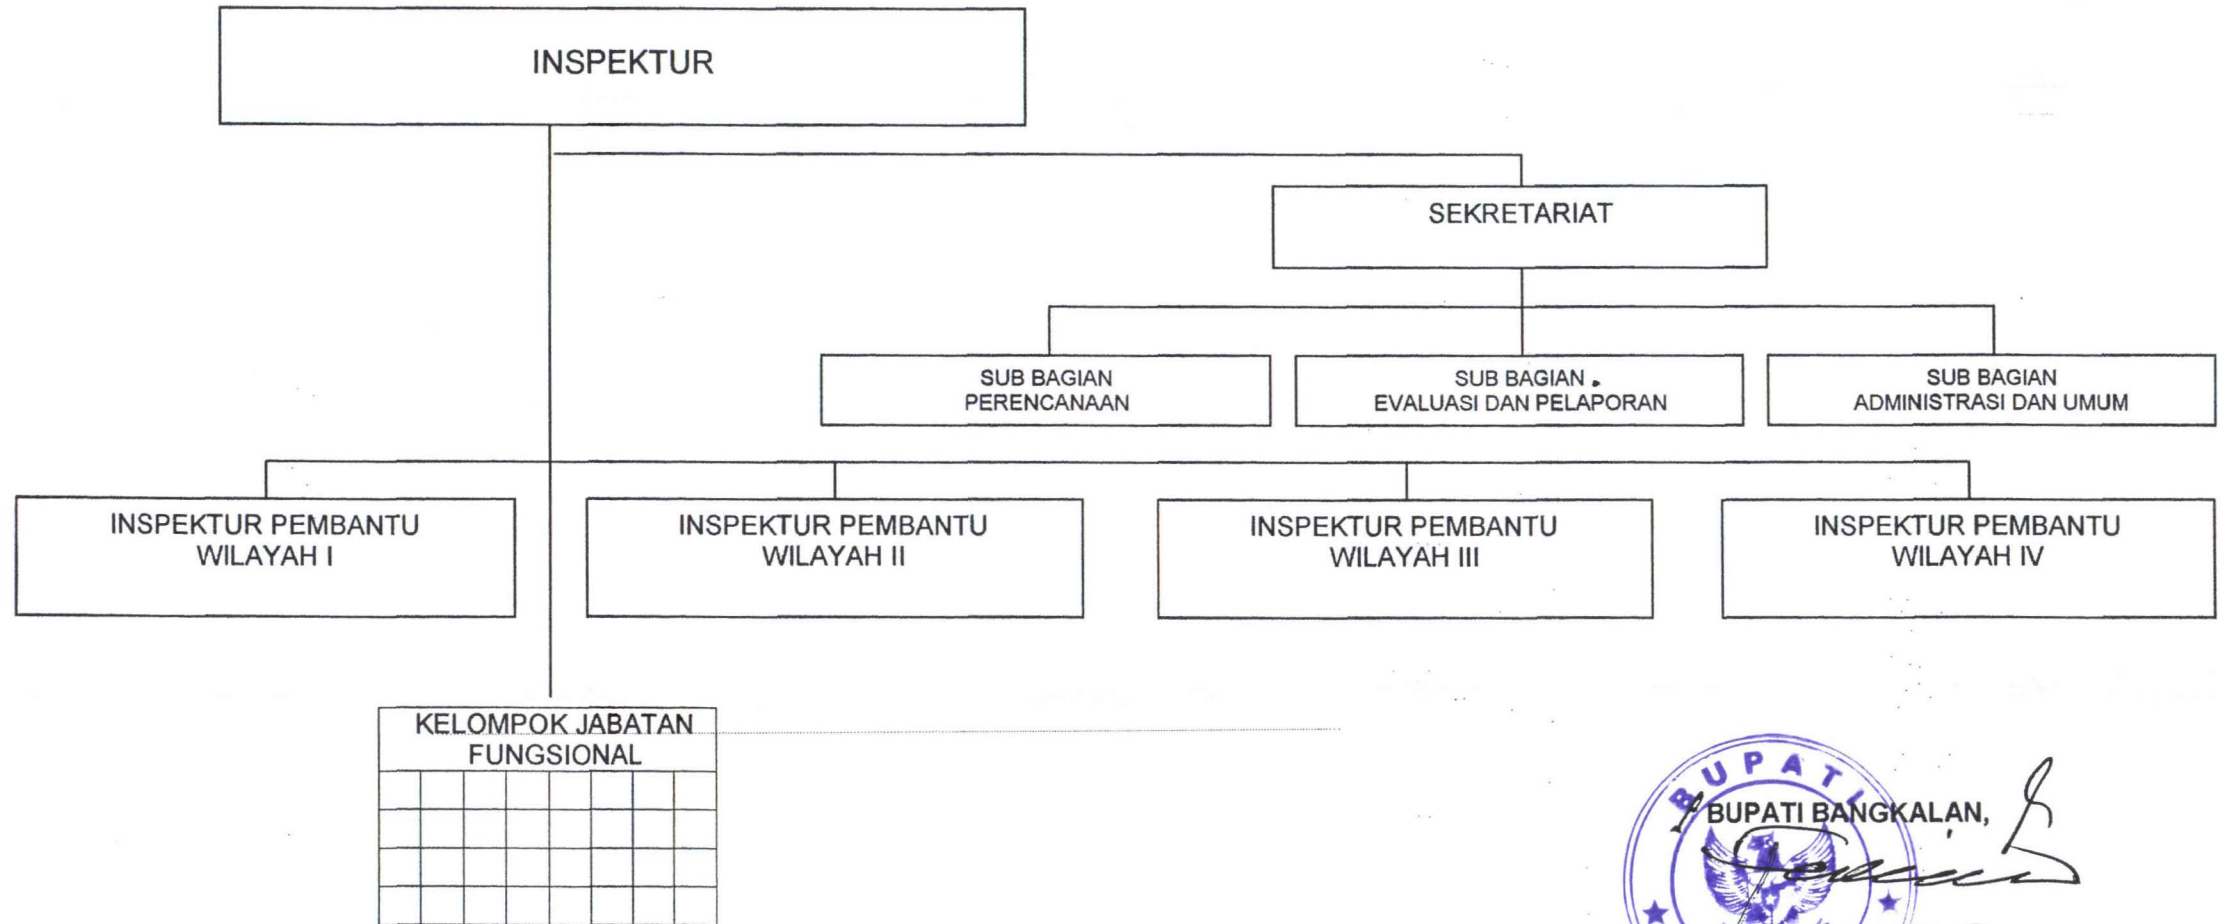 INSPEKTUR
SEKRETARIAT
SUB BAGIAN
PERENCANAAN
SUB BAGIAN
EVALUASI DAN PELAPORAN
SUB BAGIAN
ADMINISTRASI DAN UMUM
INSPEKTUR PEMBANTU
WILAYAH I
INSPEKTUR PEMBANTU
WILAYAH II
INSPEKTUR PEMBANTU
WILAYAH III
INSPEKTUR PEMBANTU
WILAYAH IV
KELOMPOK JABATAN
FUNGSIONAL
BUPATI
BUPATI BANGKALAN,